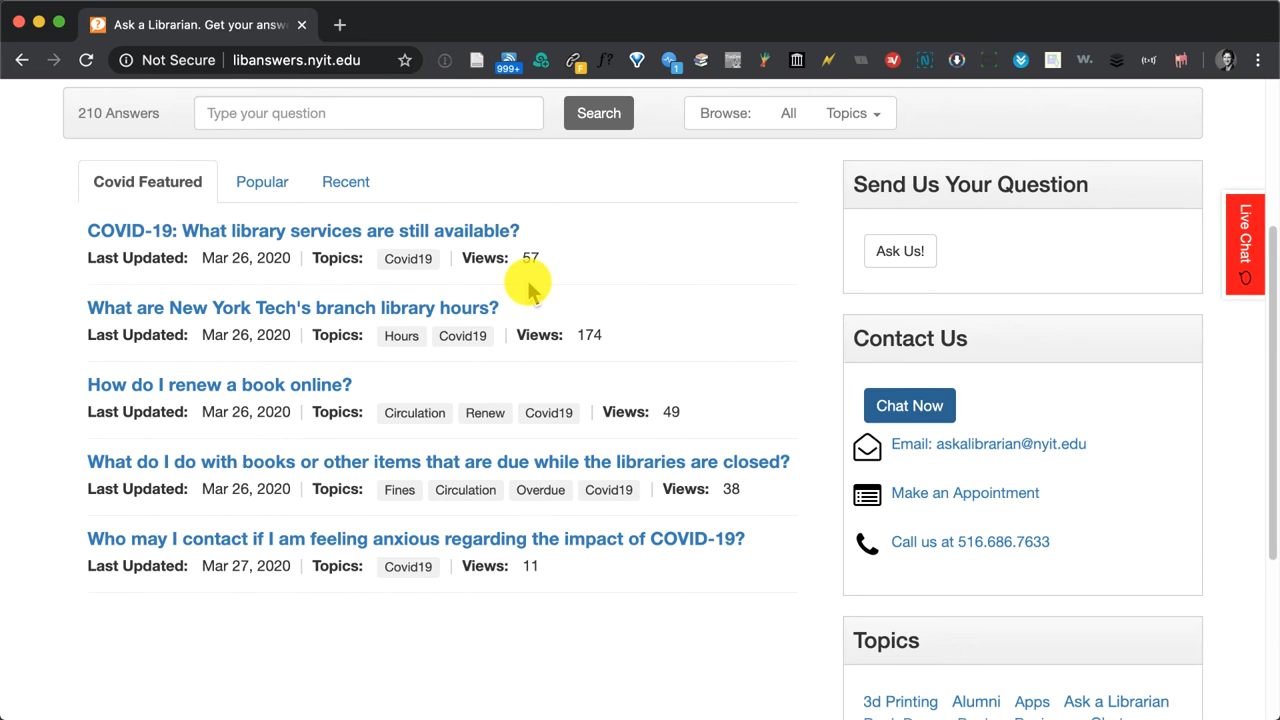 Ask a Librarian. Get your answ
Not Secure libanswers.nyit.edu
999+
F
f?
1
N
w.
210 Answers Type your question Search Browse: All Topics
Covid Featured Popular Recent
COVID-19: What library services are still available?
Last Updated: Mar 26, 2020 Topics: Covid19 Views: 57
What are New York Tech's branch library hours?
Last Updated: Mar 26, 2020 Topics: Hours Covid19 Views: 174
How do I renew a book online?
Last Updated: Mar 26, 2020 Topics: Circulation Renew Covid19 Views: 49
What do I do with books or other items that are due while the libraries are closed?
Last Updated: Mar 26, 2020 Topics: Fines Circulation Overdue Covid19 Views: 38
Who may I contact if I am feeling anxious regarding the impact of COVID-19?
Last Updated: Mar 27, 2020 Topics: Covid19 Views: 11
Send Us Your Question
Ask Us!
Live Chat
Contact Us
Chat Now
Email: askalibrarian@nyit.edu
Make an Appointment
Call us at 516.686.7633
Topics
3d Printing Alumni Apps Ask a Librarian